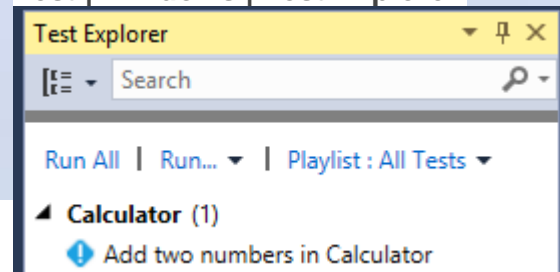 Test Explorer
Search
Run All | Run... | Playlist : All Tests
Calculator (1)
Add two numbers in Calculator